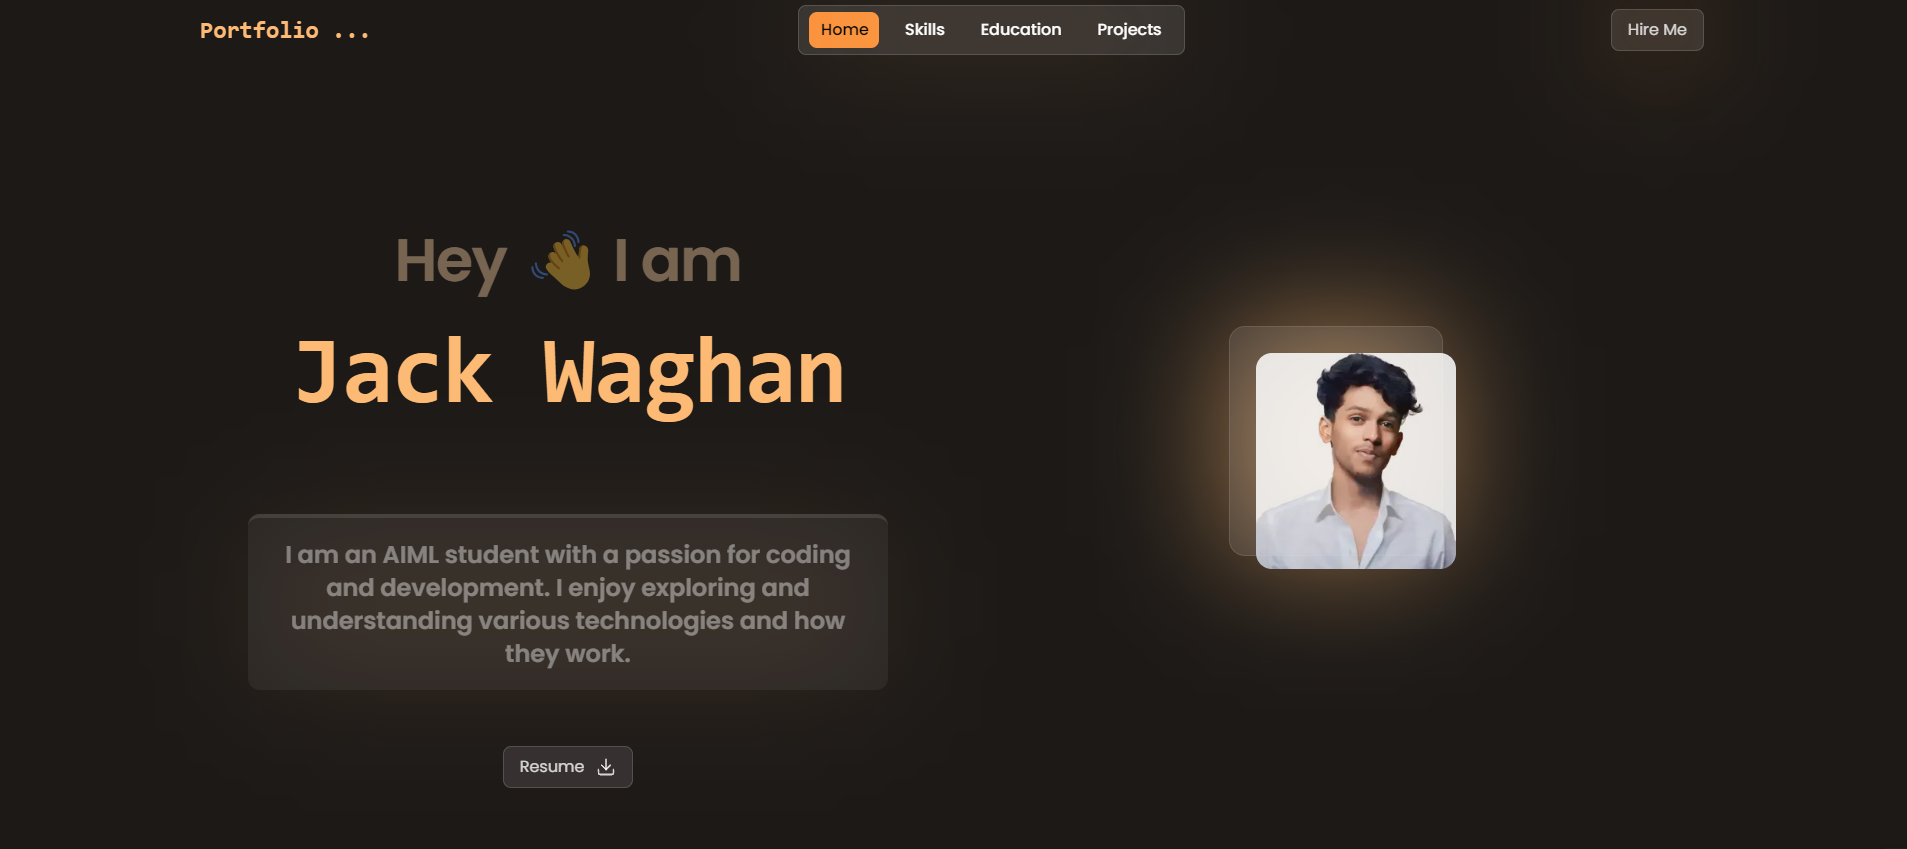 Portfolio ...
Home Skills Education Projects
Hire Me
Hey 👋 I am
Jack Waghan
I am an AIML student with a passion for coding
and development. I enjoy exploring and
understanding various technologies and how
they work.
Resume